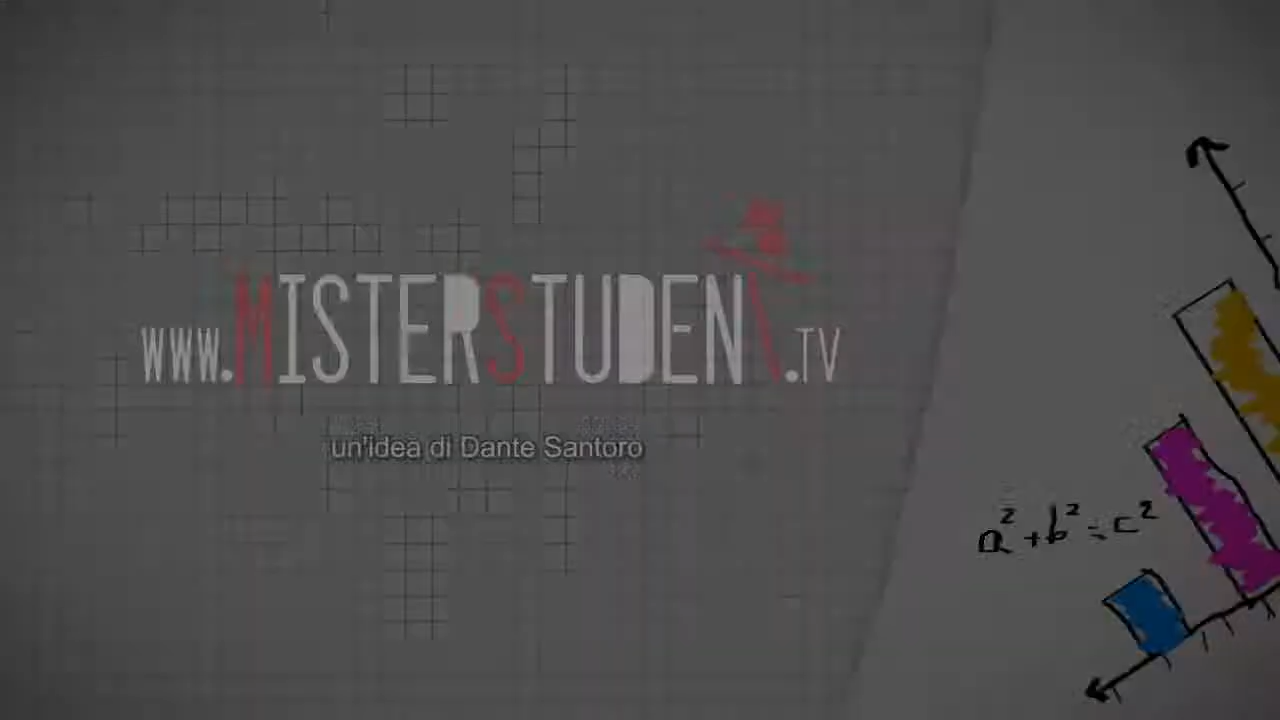 www.MISTERSTUDENT.TV
un'idea di Dante Santoro
a² + b² = c²